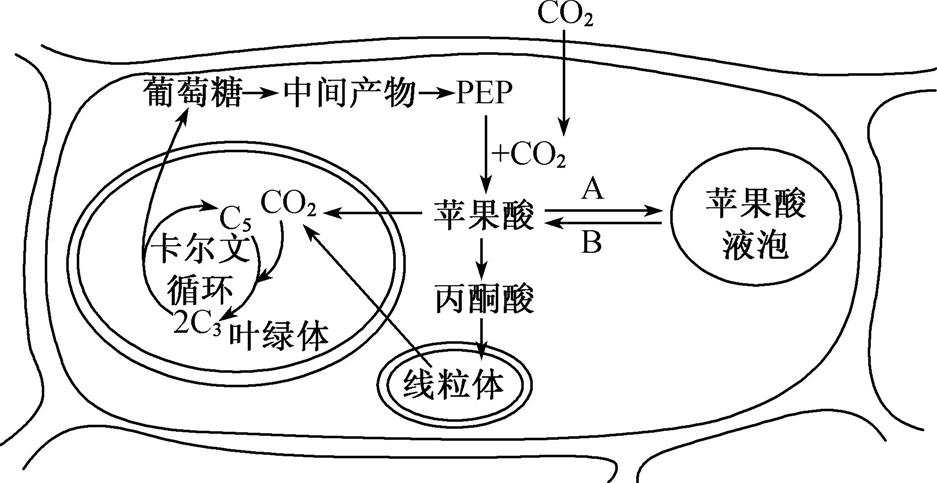 CO₂
葡萄糖 中间产物 PEP
+CO₂
苹果酸
A
B
苹果酸
液泡
C₅ CO₂
卡尔文
循环
2C₃ 叶绿体
丙酮酸
线粒体